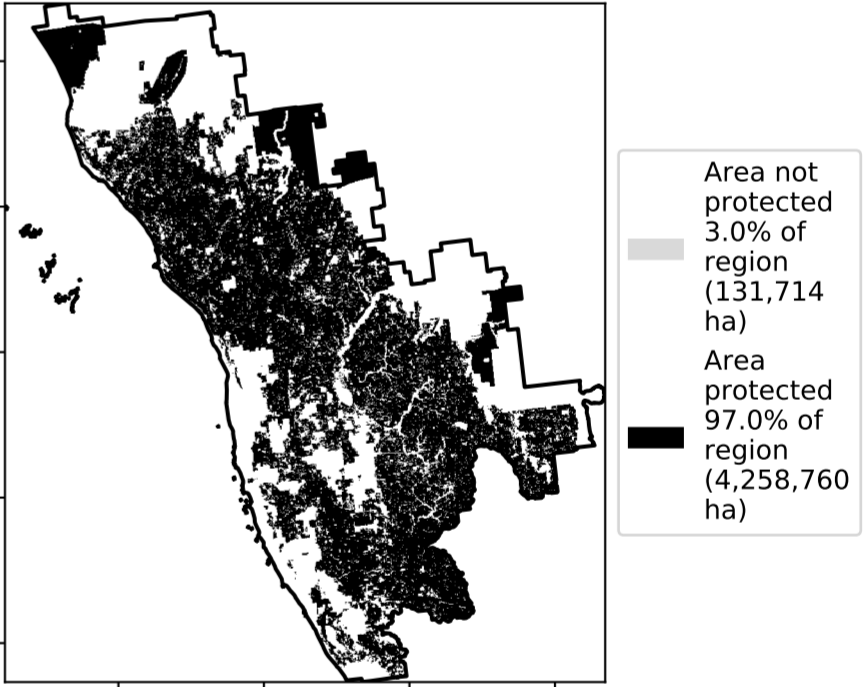 Area not
protected
3.0% of
region
(131,714
ha)
Area
protected
97.0% of
region
(4,258,760
ha)